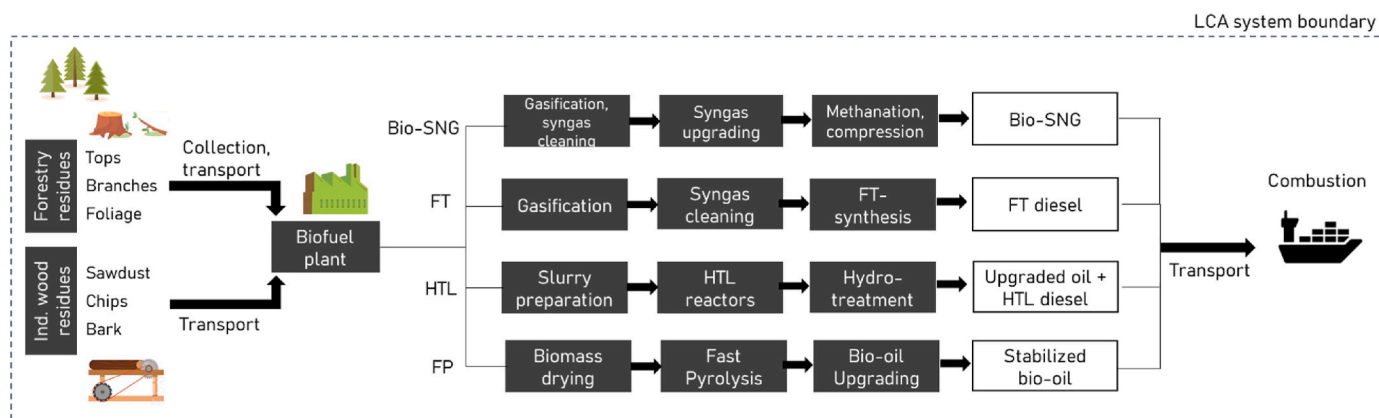 LCA system boundary
Forestry
residues
Tops
Branches
Foliage
Collection,
transport
Ind. wood
residues
Sawdust
Chips
Bark
Transport
Biofuel
plant
Bio-SNG
Gasification,
syngas
cleaning
Syngas
upgrading
Methanation,
compression
Bio-SNG
FT
Gasification
Syngas
cleaning
FT-
synthesis
FT diesel
HTL
Slurry
preparation
HTL
reactors
Hydro-
treatment
Upgraded oil +
HTL diesel
FP
Biomass
drying
Fast
Pyrolysis
Bio-oil
Upgrading
Stabilized
bio-oil
Transport
Combustion